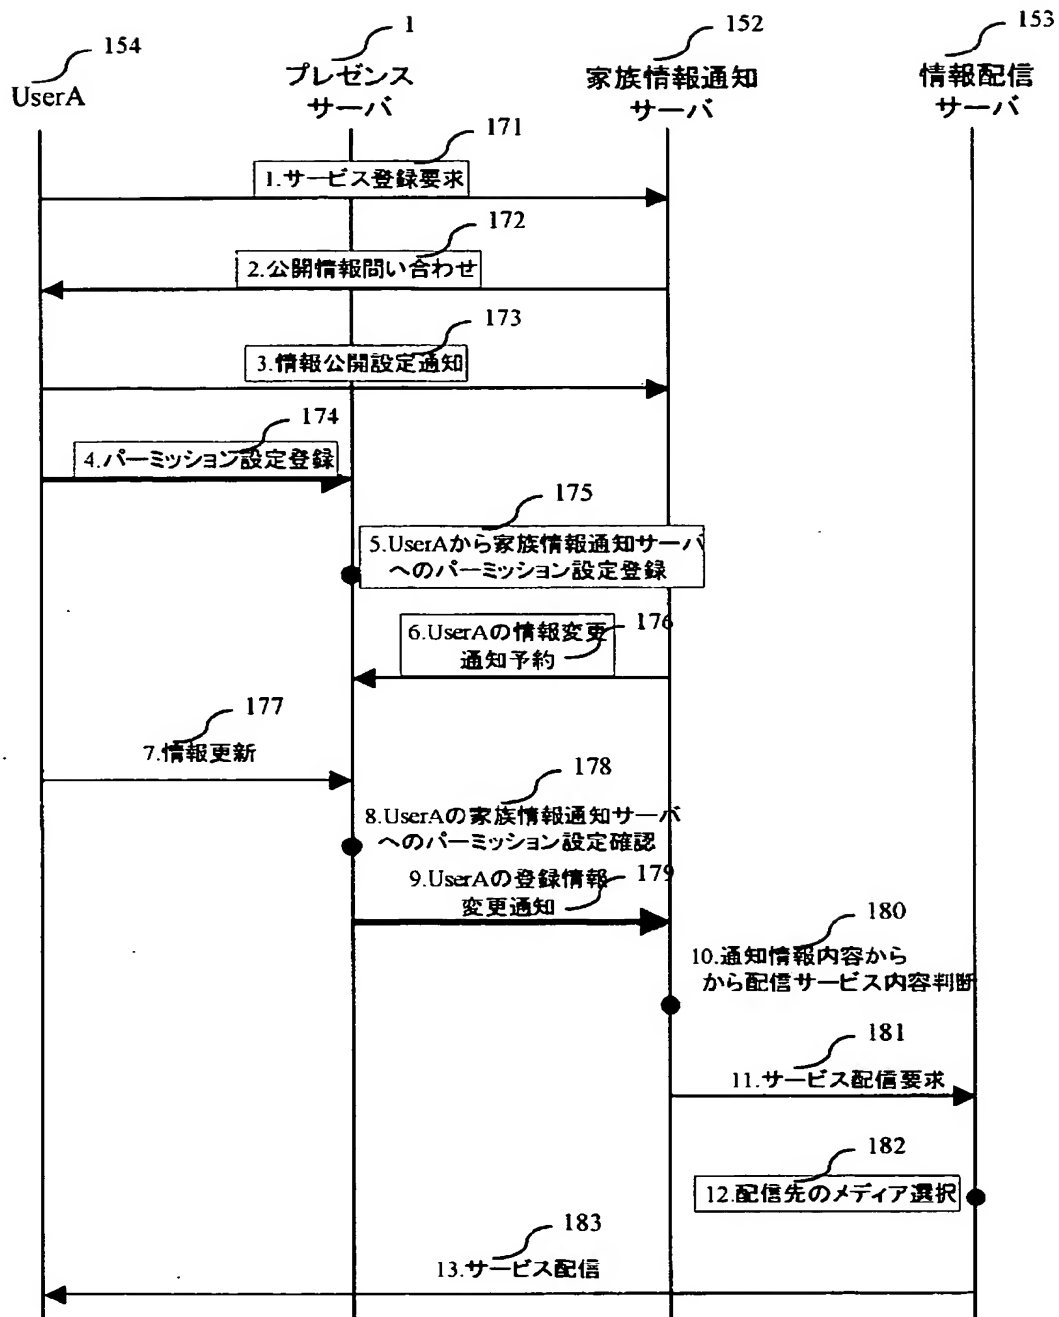 154
UserA
1
プレゼンス
サーバ
152
家族情報通知
サーバ
153
情報配信
サーバ
171
1.サービス登録要求
172
2.公開情報問い合わせ
173
3.情報公開設定通知
174
4.パーミッション設定登録
175
5.UserAから家族情報通知サーバ
へのパーミッション設定登録
176
6.UserAの情報変更
通知予約
177
7.情報更新
178
8.UserAの家族情報通知サーバ
へのパーミッション設定確認
179
9.UserAの登録情報
変更通知
180
10.通知情報内容から
から配信サービス内容判断
181
11.サービス配信要求
182
12.配信先のメディア選択
183
13.サービス配信